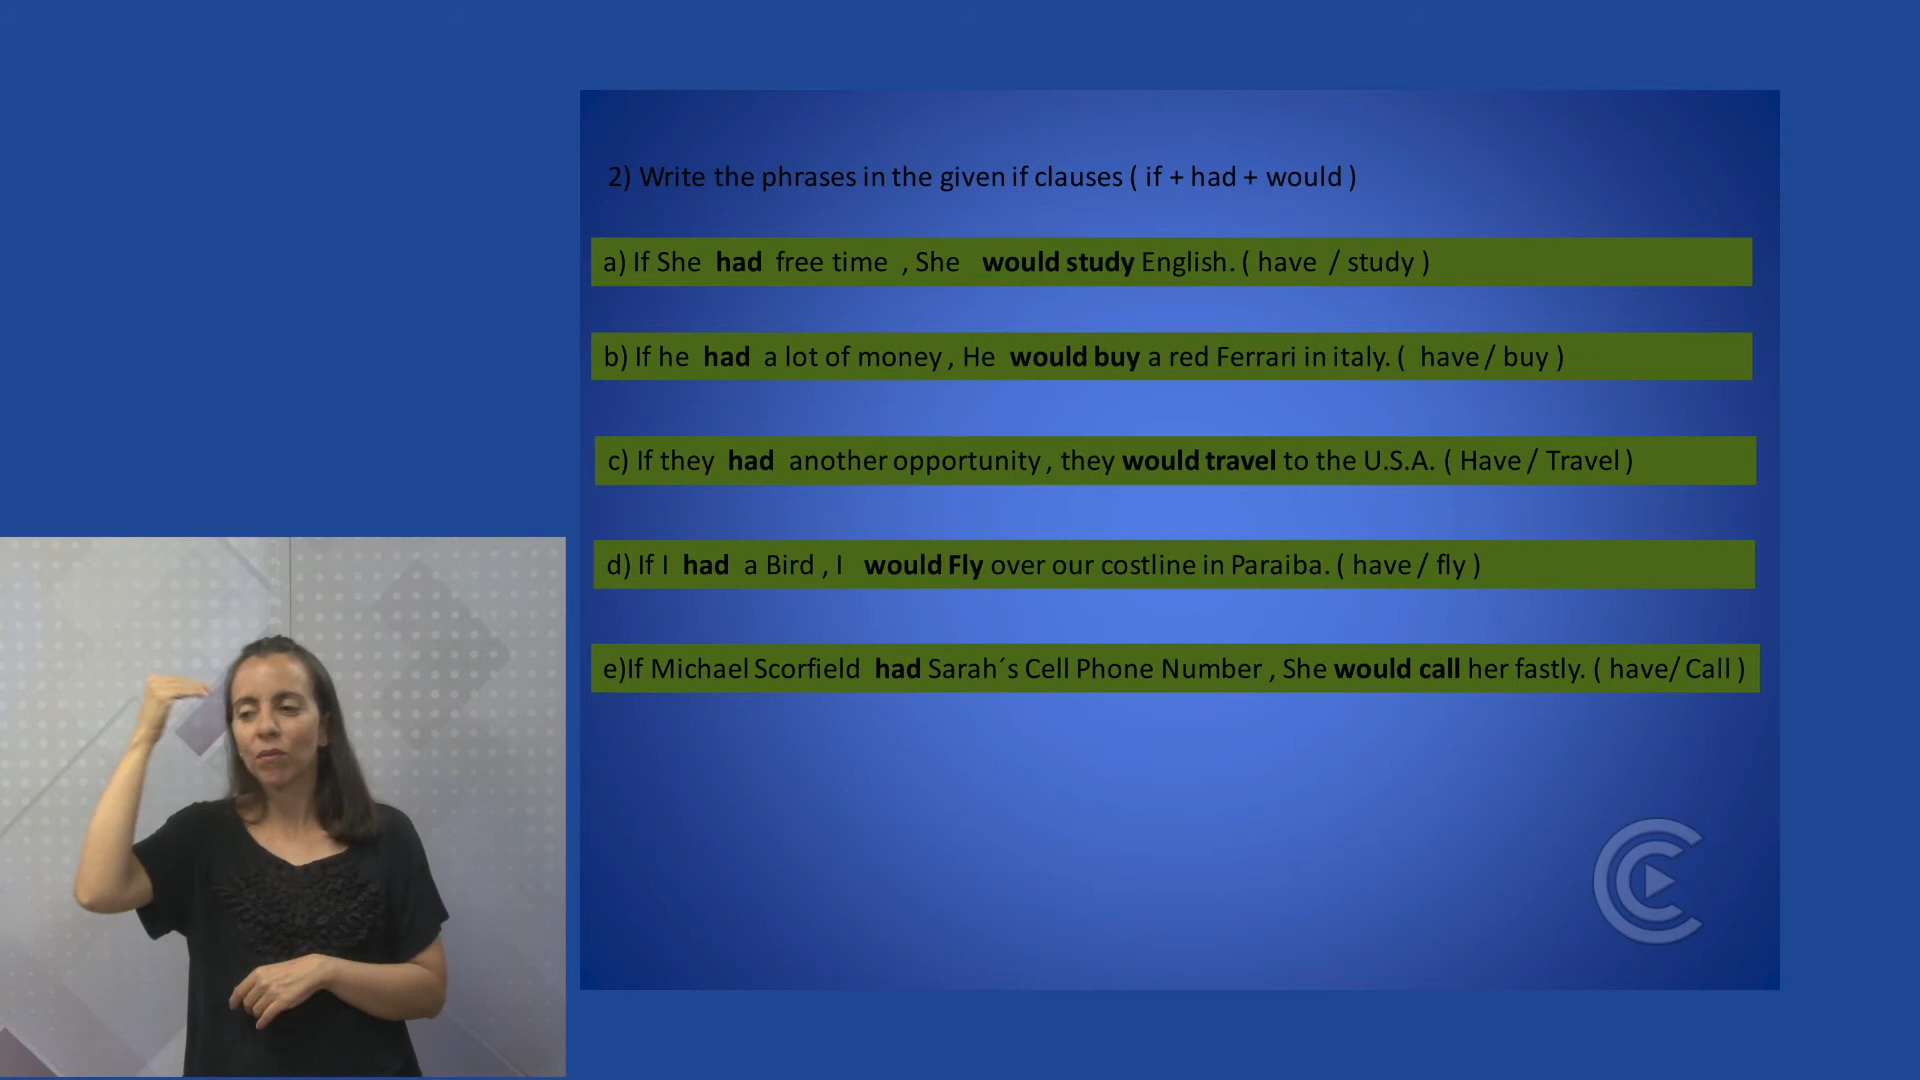 2) Write the phrases in the given if clauses ( if + had + would )
a) If She had free time , She would study English. ( have / study )
b) If he had a lot of money , He would buy a red Ferrari in italy. ( have / buy )
c) If they had another opportunity , they would travel to the U.S.A. ( Have / Travel )
d) If I had a Bird , I would Fly over our costline in Paraiba. ( have / fly )
e)If Michael Scorfield had Sarah´s Cell Phone Number , She would call her fastly. ( have/ Call )